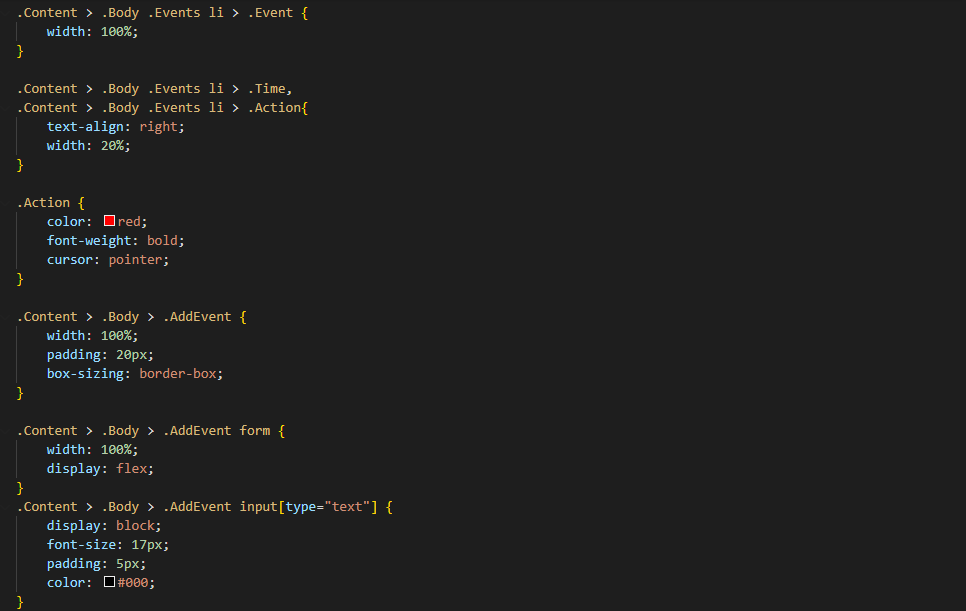 .Content > .Body .Events li > .Event {
width: 100%;
}
.Content > .Body .Events li > .Time,
.Content > .Body .Events li > .Action{
text-align: right;
width: 20%;
}
.Action {
color: red;
font-weight: bold;
cursor: pointer;
}
.Content > .Body > .AddEvent {
width: 100%;
padding: 20px;
box-sizing: border-box;
}
.Content > .Body > .AddEvent form {
width: 100%;
display: flex;
}
.Content > .Body > .AddEvent input[type="text"] {
display: block;
font-size: 17px;
padding: 5px;
color: #000;
}